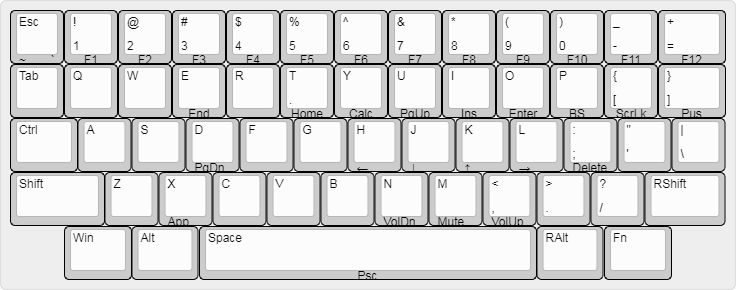 Esc ! @ # $ % ^ & * ( ) _ +
1 2 3 4 5 6 7 8 9 0 - =
~ ` F1 F2 F3 F4 F5 F6 F7 F8 F9 F10 F11 F12
Tab Q W E R T Y U I O P { }
. [ ]
End Home Calc PgUp Ins Enter BS ScrLk Pus
Ctrl A S D F G H J K L : " |
; ' \
PgDn ← ↓ ↑ → Delete
Shift Z X C V B N M < > ? RShift
, . /
App VolDn Mute VolUp
Win Alt Space RAlt Fn
Psc